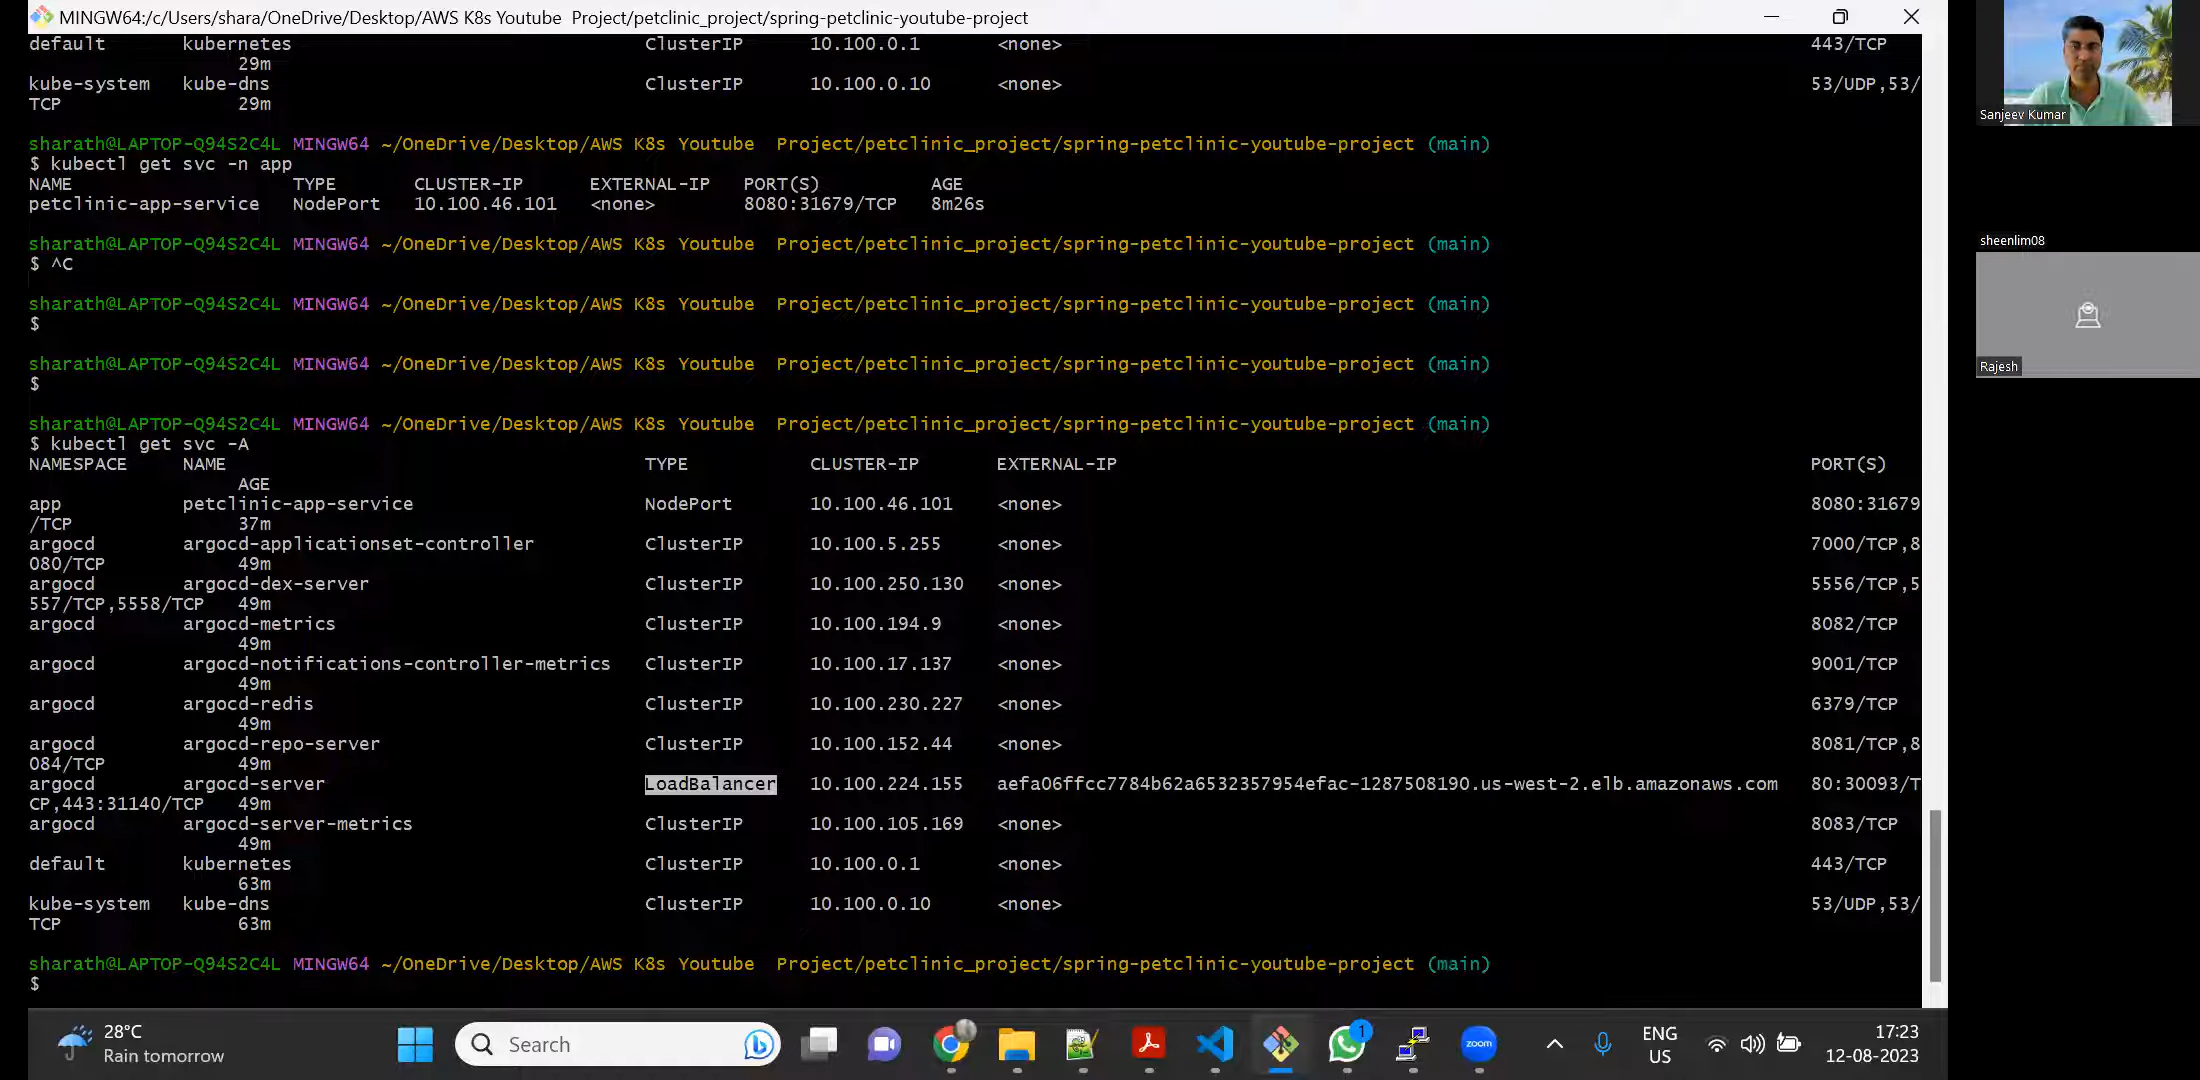 MINGW64:/c/Users/shara/OneDrive/Desktop/AWS K8s Youtube  Project/petclinic_project/spring-petclinic-youtube-project
default       kubernetes                                ClusterIP      10.100.0.1       <none>                                                                    443/TCP
                   29m
kube-system   kube-dns                                  ClusterIP      10.100.0.10      <none>                                                                    53/UDP,53/
TCP                29m
sharath@LAPTOP-Q94S2C4L MINGW64 ~/OneDrive/Desktop/AWS K8s Youtube  Project/petclinic_project/spring-petclinic-youtube-project (main)
$ kubectl get svc -n app
NAME                    TYPE       CLUSTER-IP      EXTERNAL-IP   PORT(S)          AGE
petclinic-app-service   NodePort   10.100.46.101   <none>        8080:31679/TCP   8m26s
sharath@LAPTOP-Q94S2C4L MINGW64 ~/OneDrive/Desktop/AWS K8s Youtube  Project/petclinic_project/spring-petclinic-youtube-project (main)
$ ^C
sharath@LAPTOP-Q94S2C4L MINGW64 ~/OneDrive/Desktop/AWS K8s Youtube  Project/petclinic_project/spring-petclinic-youtube-project (main)
$
sharath@LAPTOP-Q94S2C4L MINGW64 ~/OneDrive/Desktop/AWS K8s Youtube  Project/petclinic_project/spring-petclinic-youtube-project (main)
$
sharath@LAPTOP-Q94S2C4L MINGW64 ~/OneDrive/Desktop/AWS K8s Youtube  Project/petclinic_project/spring-petclinic-youtube-project (main)
$ kubectl get svc -A
NAMESPACE     NAME                                      TYPE           CLUSTER-IP       EXTERNAL-IP                                                               PORT(S)
                   AGE
app           petclinic-app-service                     NodePort       10.100.46.101    <none>                                                                    8080:31679
/TCP               37m
argocd        argocd-applicationset-controller          ClusterIP      10.100.5.255     <none>                                                                    7000/TCP,8
080/TCP            49m
argocd        argocd-dex-server                         ClusterIP      10.100.250.130   <none>                                                                    5556/TCP,5
557/TCP,5558/TCP   49m
argocd        argocd-metrics                            ClusterIP      10.100.194.9     <none>                                                                    8082/TCP
                   49m
argocd        argocd-notifications-controller-metrics   ClusterIP      10.100.17.137    <none>                                                                    9001/TCP
                   49m
argocd        argocd-redis                              ClusterIP      10.100.230.227   <none>                                                                    6379/TCP
                   49m
argocd        argocd-repo-server                        ClusterIP      10.100.152.44    <none>                                                                    8081/TCP,8
084/TCP            49m
argocd        argocd-server                             LoadBalancer   10.100.224.155   aefa06ffcc7784b62a6532357954efac-1287508190.us-west-2.elb.amazonaws.com   80:30093/T
CP,443:31140/TCP   49m
argocd        argocd-server-metrics                     ClusterIP      10.100.105.169   <none>                                                                    8083/TCP
                   49m
default       kubernetes                                ClusterIP      10.100.0.1       <none>                                                                    443/TCP
                   63m
kube-system   kube-dns                                  ClusterIP      10.100.0.10      <none>                                                                    53/UDP,53/
TCP                63m
sharath@LAPTOP-Q94S2C4L MINGW64 ~/OneDrive/Desktop/AWS K8s Youtube  Project/petclinic_project/spring-petclinic-youtube-project (main)
$
Sanjeev Kumar
sheenlim08
Rajesh
28°C
Rain tomorrow
Search
1
zoom
ENG
US
17:23
12-08-2023